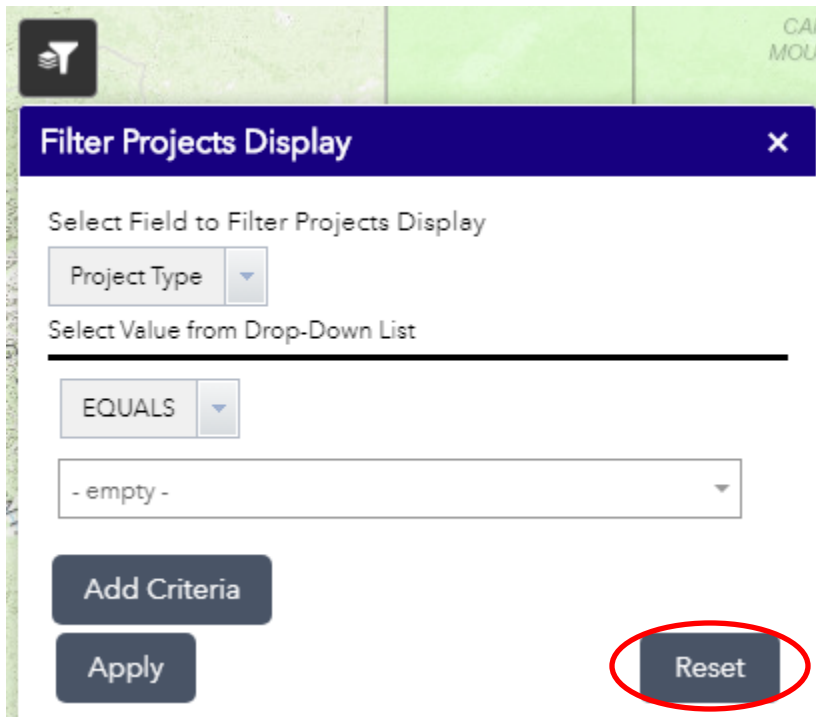 Filter Projects Display ×
Select Field to Filter Projects Display
Project Type
Select Value from Drop-Down List
EQUALS
- empty -
Add Criteria
Apply Reset